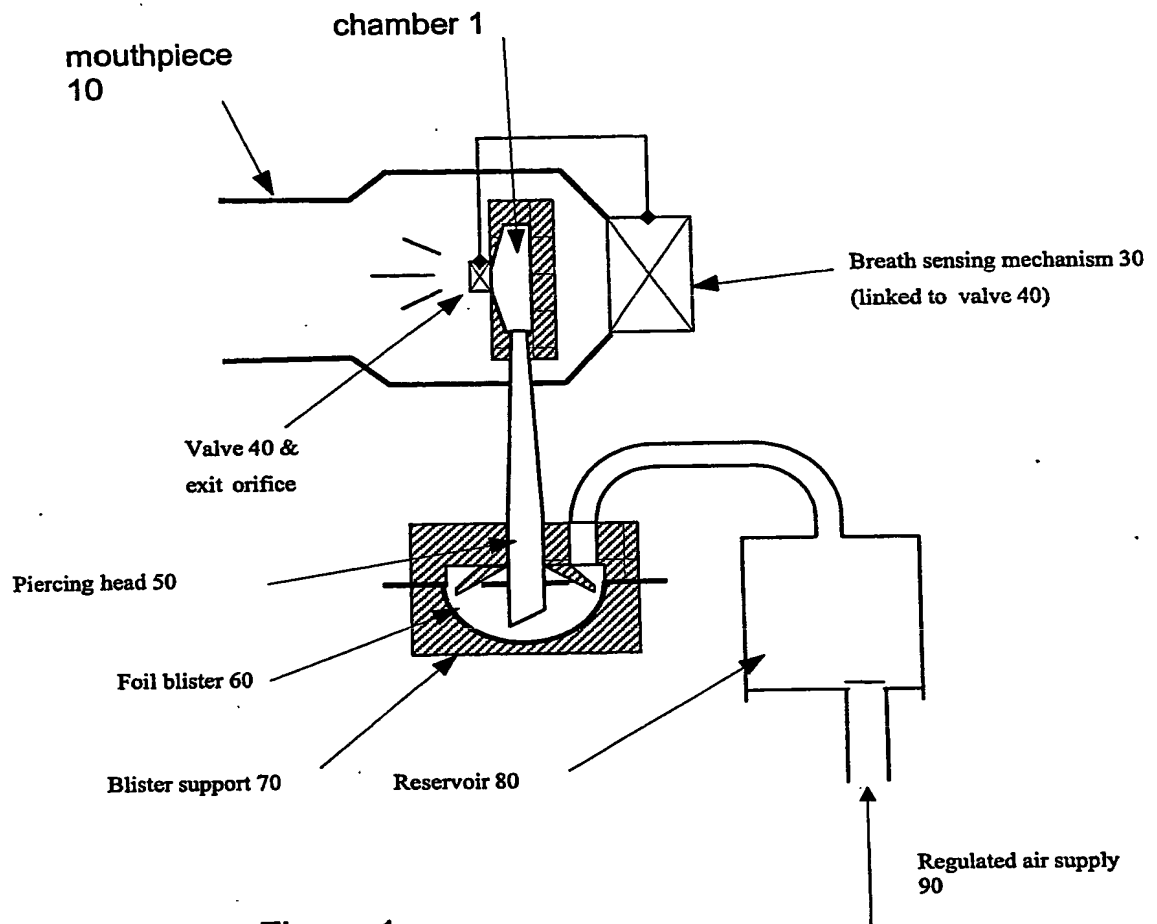 chamber 1
mouthpiece
10
Breath sensing mechanism 30
(linked to valve 40)
Valve 40 &
exit orifice
Piercing head 50
Foil blister 60
Blister support 70
Reservoir 80
Regulated air supply
90